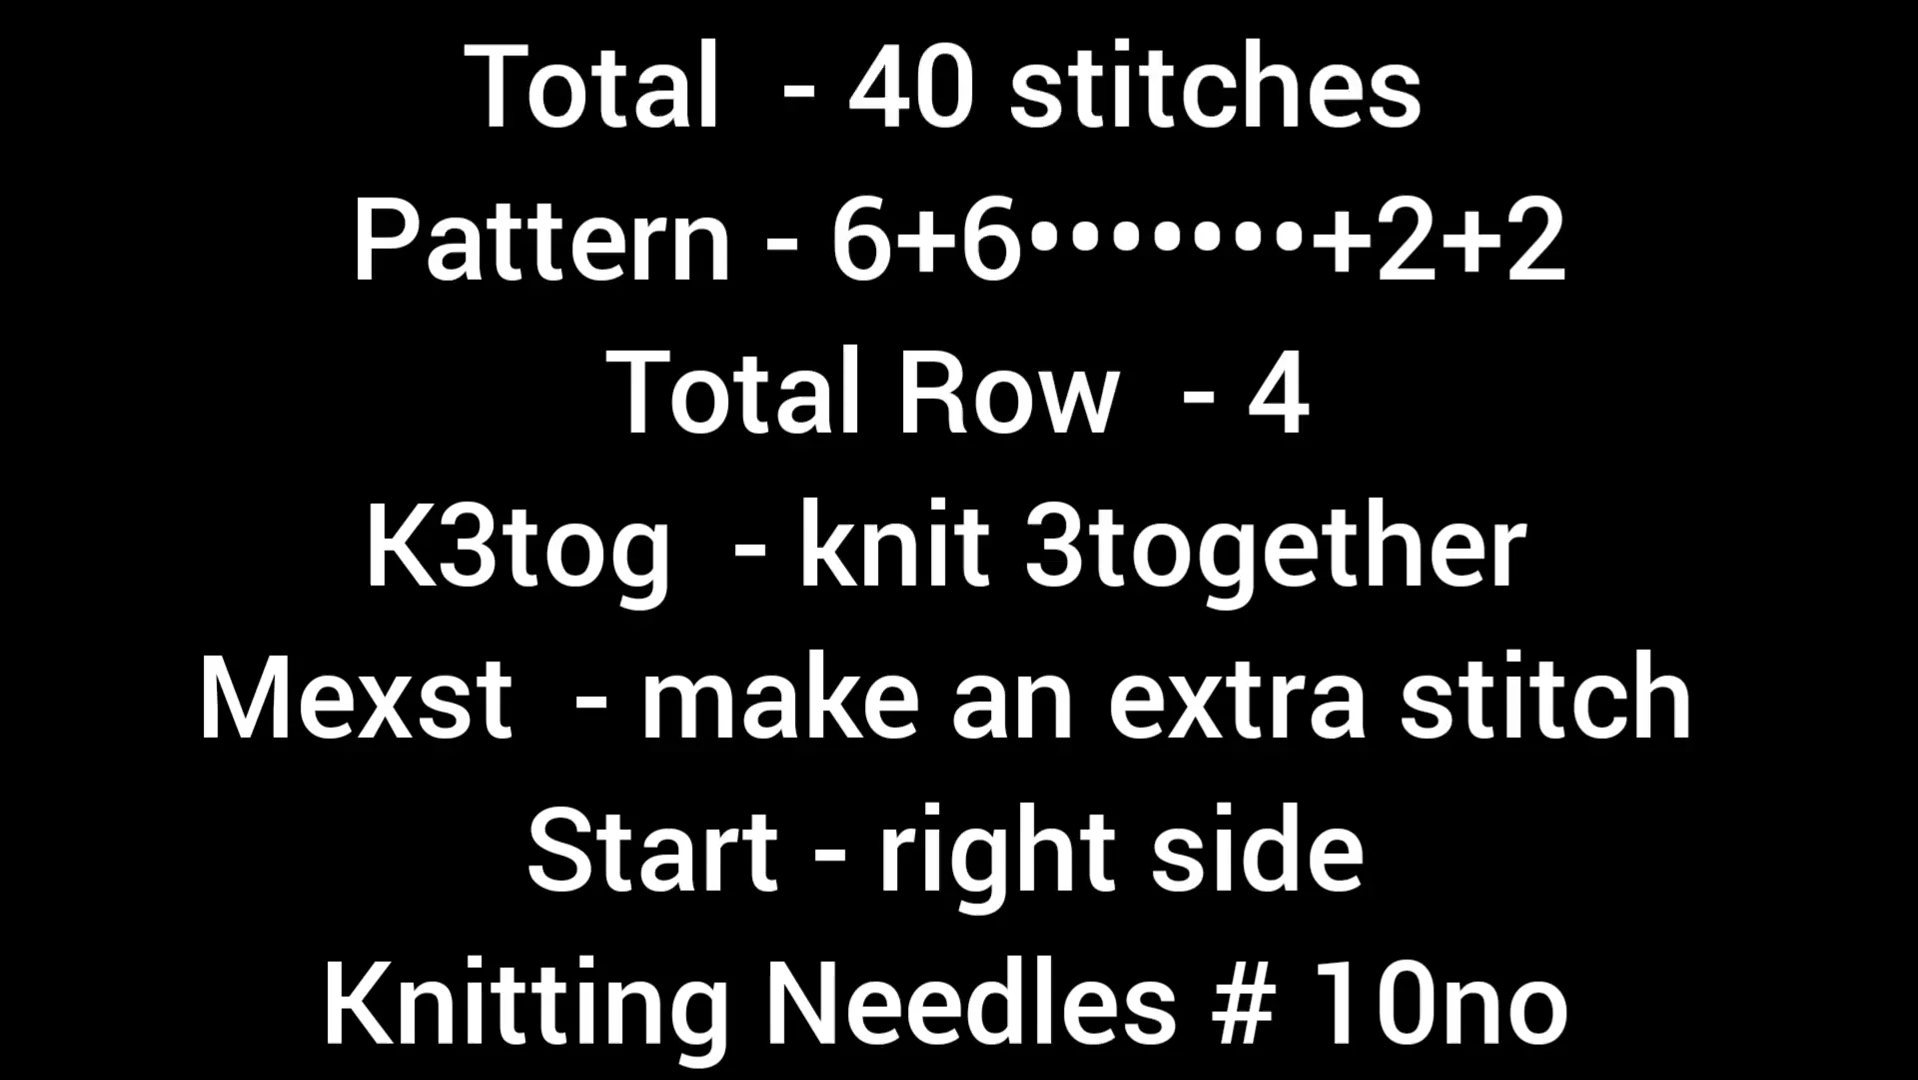 Total - 40 stitches
Pattern - 6+6•••••••+2+2
Total Row - 4
K3tog - knit 3together
Mexst - make an extra stitch
Start - right side
Knitting Needles # 10no